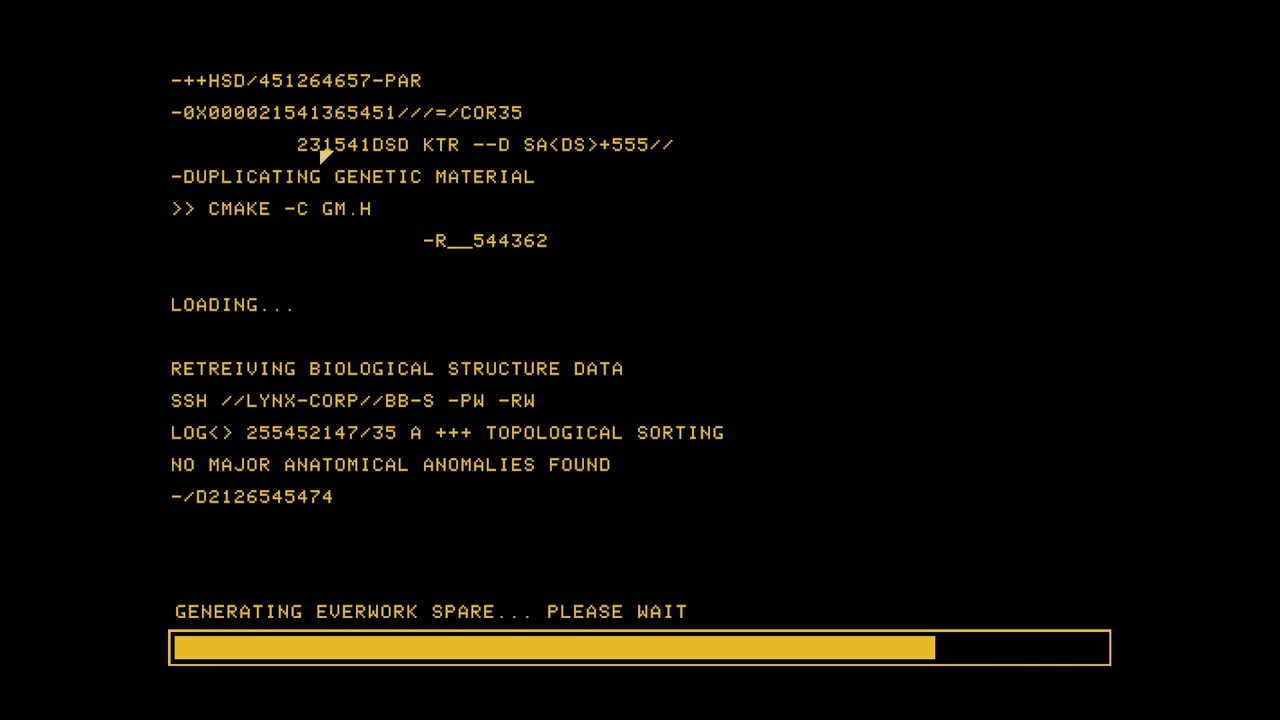 -++HSD/451264657-PAR
-0X000021541365451///=/COR35
231541DSD KTR --D SA<DS>+555//
-DUPLICATING GENETIC MATERIAL
>> CMAKE -C GM.H
-R__544362
LOADING...
RETREIVING BIOLOGICAL STRUCTURE DATA
SSH //LYNX-CORP//BB-S -PW -RW
LOG<> 255452147/35 A +++ TOPOLOGICAL SORTING
NO MAJOR ANATOMICAL ANOMALIES FOUND
-/D2126545474
GENERATING EVERWORK SPARE... PLEASE WAIT